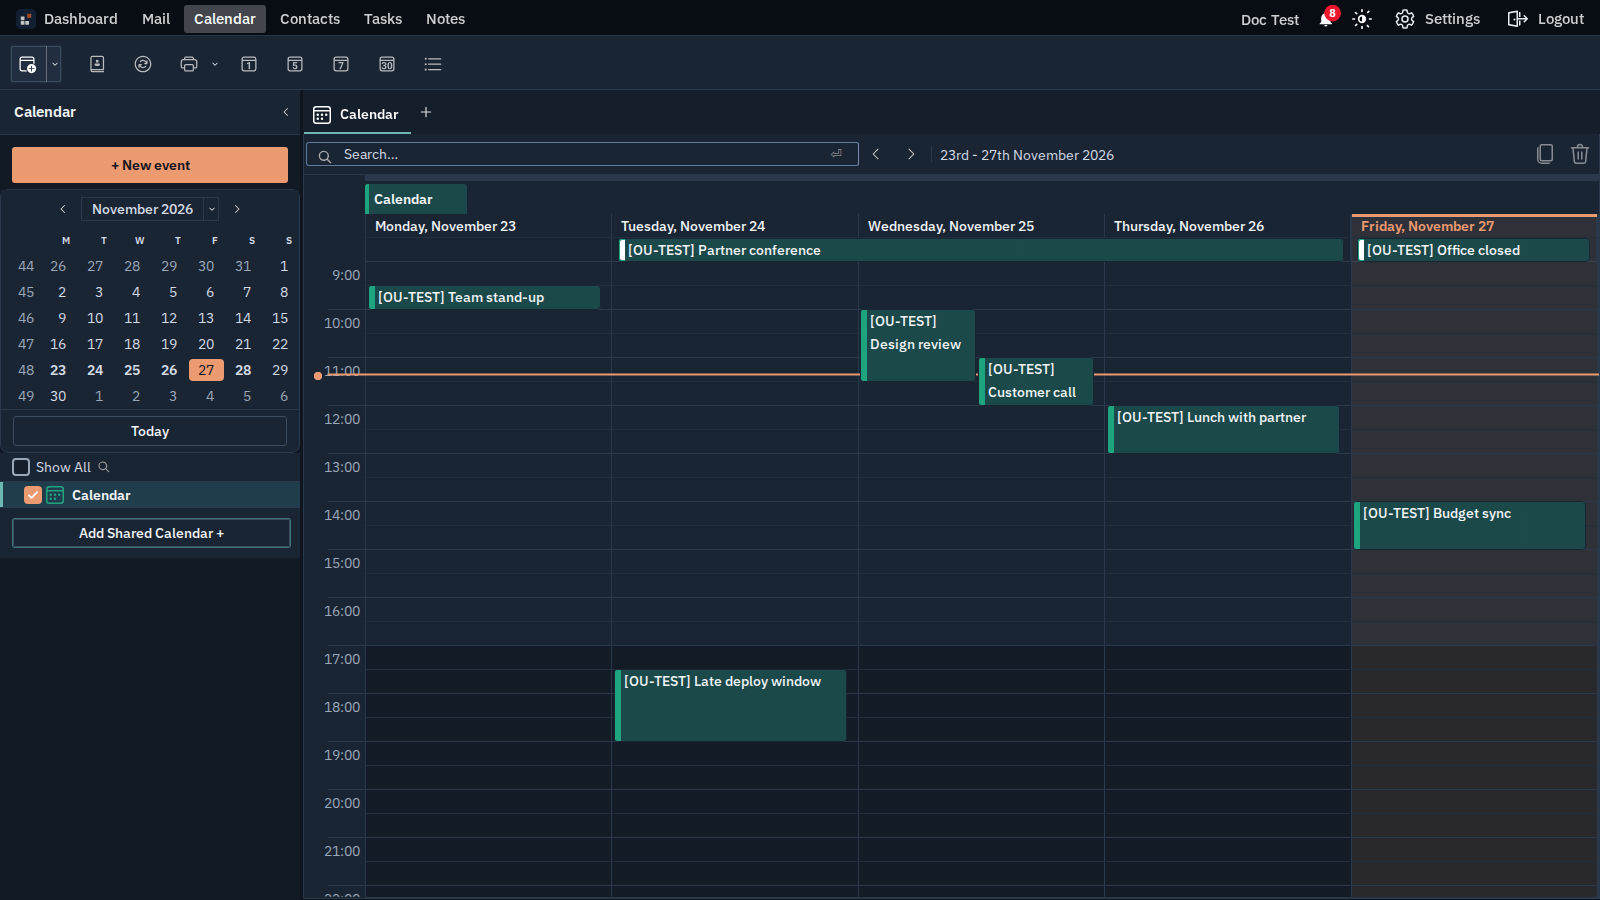 Dashboard Mail Calendar Contacts Tasks Notes Doc Test 8 Settings Logout
1 5 7 30
Calendar
+ New event
November 2026
M T W T F S S
44 26 27 28 29 30 31 1
45 2 3 4 5 6 7 8
46 9 10 11 12 13 14 15
47 16 17 18 19 20 21 22
48 23 24 25 26 27 28 29
49 30 1 2 3 4 5 6
Today
Show All
Calendar
Add Shared Calendar +
Calendar +
Search...
23rd - 27th November 2026
Calendar
Monday, November 23
Tuesday, November 24
Wednesday, November 25
Thursday, November 26
Friday, November 27
[OU-TEST] Partner conference
[OU-TEST] Office closed
9:00
[OU-TEST] Team stand-up
10:00
[OU-TEST]
Design review
11:00
[OU-TEST]
Customer call
12:00
[OU-TEST] Lunch with partner
13:00
14:00
[OU-TEST] Budget sync
15:00
16:00
17:00
[OU-TEST] Late deploy window
18:00
19:00
20:00
21:00